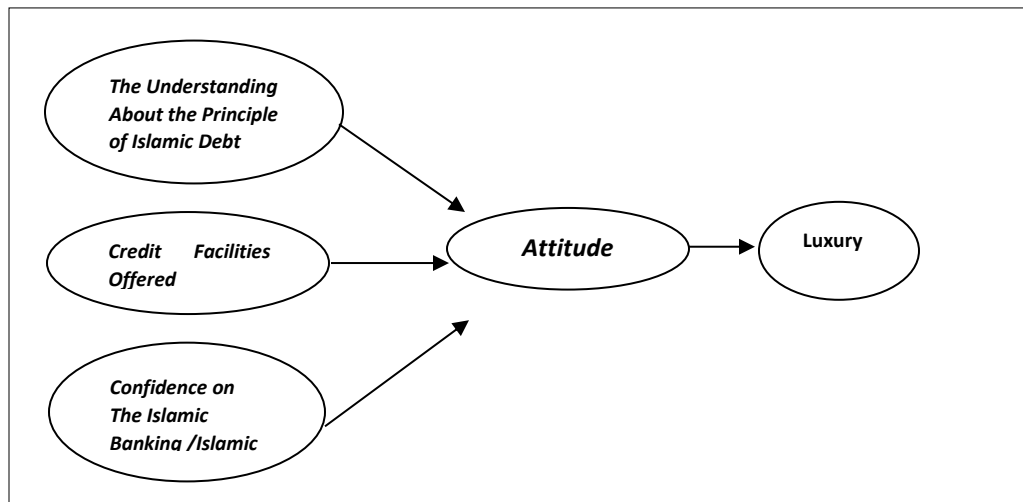 The Understanding
About the Principle
of Islamic Debt
Credit Facilities
Offered
Confidence on
The Islamic
Banking /Islamic
Attitude
Luxury